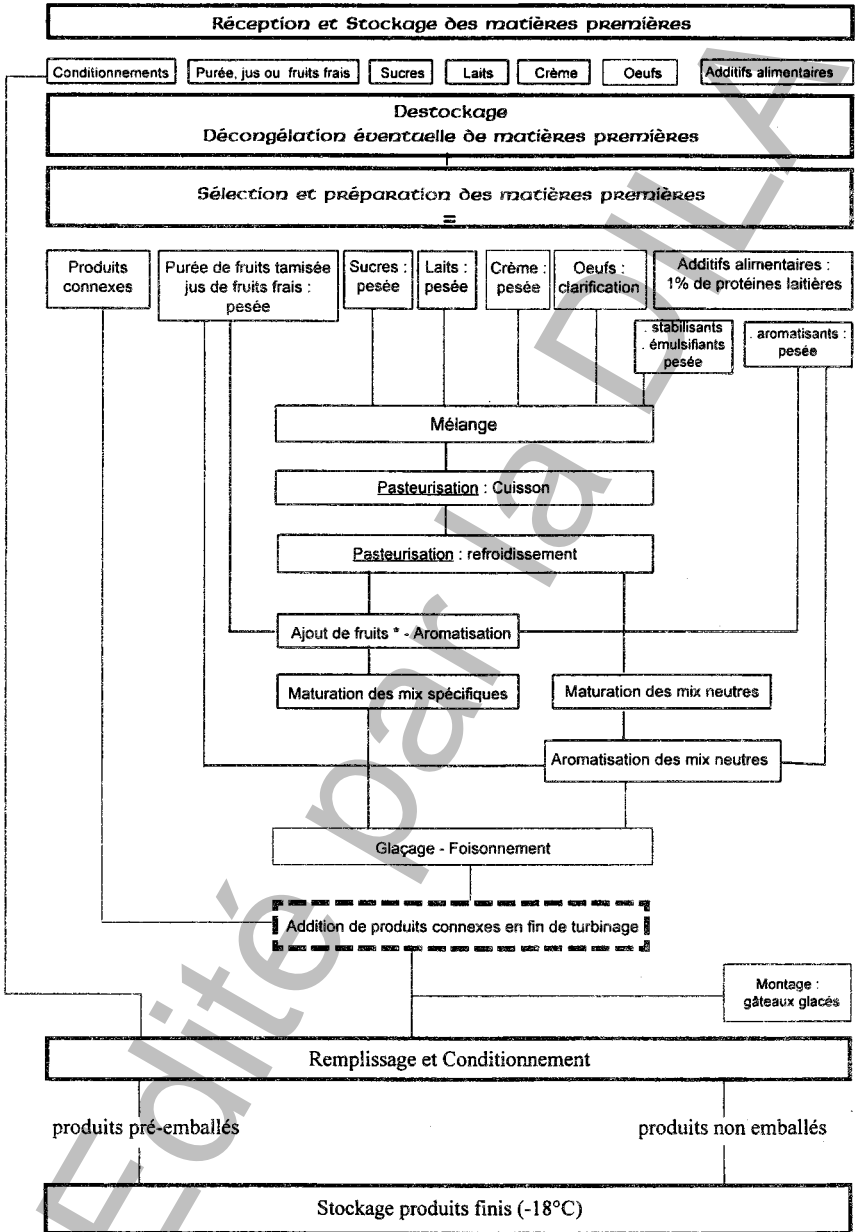 Réception et Stockage des matières premières
Conditionnements
Purée, jus ou fruits frais
Sucres
Laits
Crème
Oeufs
Additifs alimentaires
Destockage
Décongélation éventuelle de matières premières
Sélection et préparation des matières premières
=
Produits
connexes
Purée de fruits tamisée
jus de fruits frais :
pesée
Sucres :
pesée
Laits :
pesée
Crème :
pesée
Oeufs :
clarification
Additifs alimentaires :
1% de protéines laitières
. stabilisants
. émulsifiants
pesée
. aromatisants :
pesée
Mélange
Pasteurisation : Cuisson
Pasteurisation : refroidissement
Ajout de fruits * - Aromatisation
Maturation des mix spécifiques
Maturation des mix neutres
Aromatisation des mix neutres
Glaçage - Foisonnement
Addition de produits connexes en fin de turbinage
Montage :
gâteaux glacés
Remplissage et Conditionnement
produits pré-emballés
produits non emballés
Stockage produits finis (-18°C)
Edité par la DILA